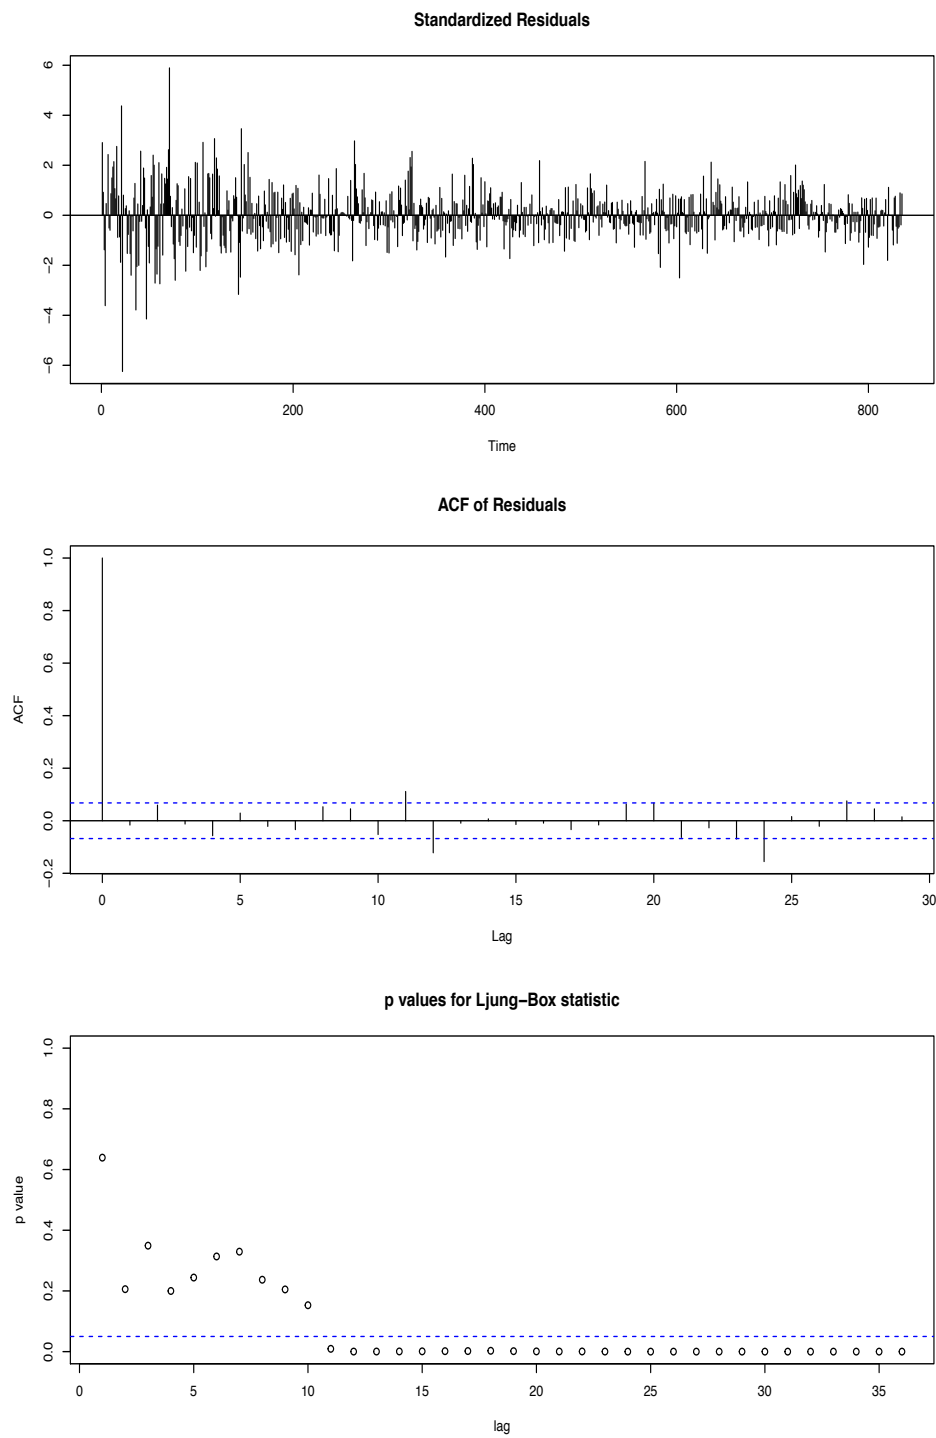 Standardized Residuals
6
4
2
0
−2
−4
−6
0 200 400 600 800
Time
ACF of Residuals
ACF
1.0
0.8
0.6
0.4
0.2
0.0
−0.2
0 5 10 15 20 25 30
Lag
p values for Ljung−Box statistic
p value
1.0
0.8
0.6
0.4
0.2
0.0
0 5 10 15 20 25 30 35
lag